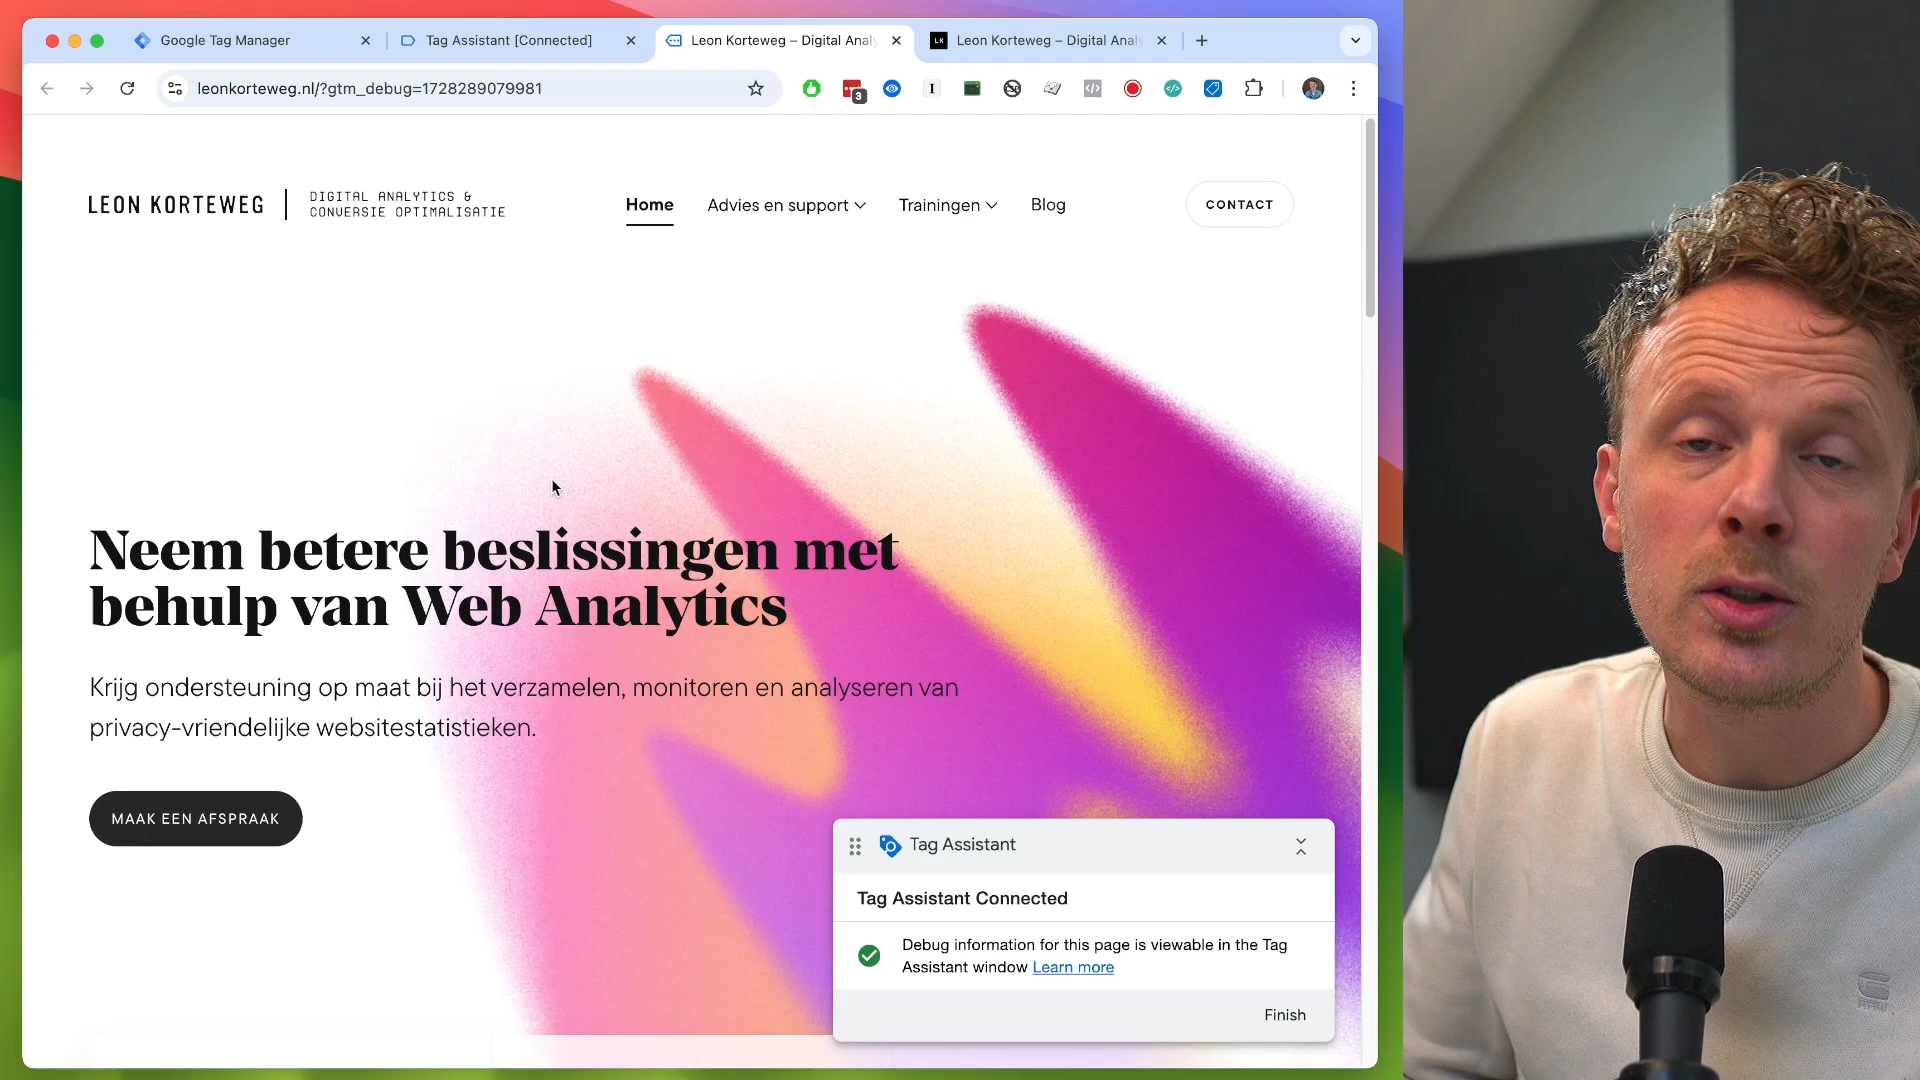 Google Tag Manager
Tag Assistant [Connected]
Leon Korteweg – Digital Analy
Leon Korteweg – Digital Analy
leonkorteweg.nl/?gtm_debug=1728289079981
3
LEON KORTEWEG
DIGITAL ANALYTICS &
CONVERSIE OPTIMALISATIE
Home
Advies en support
Trainingen
Blog
CONTACT
Neem betere beslissingen met
behulp van Web Analytics
Krijg ondersteuning op maat bij het verzamelen, monitoren en analyseren van
privacy-vriendelijke websitestatistieken.
MAAK EEN AFSPRAAK
Tag Assistant
Tag Assistant Connected
Debug information for this page is viewable in the Tag
Assistant window Learn more
Finish